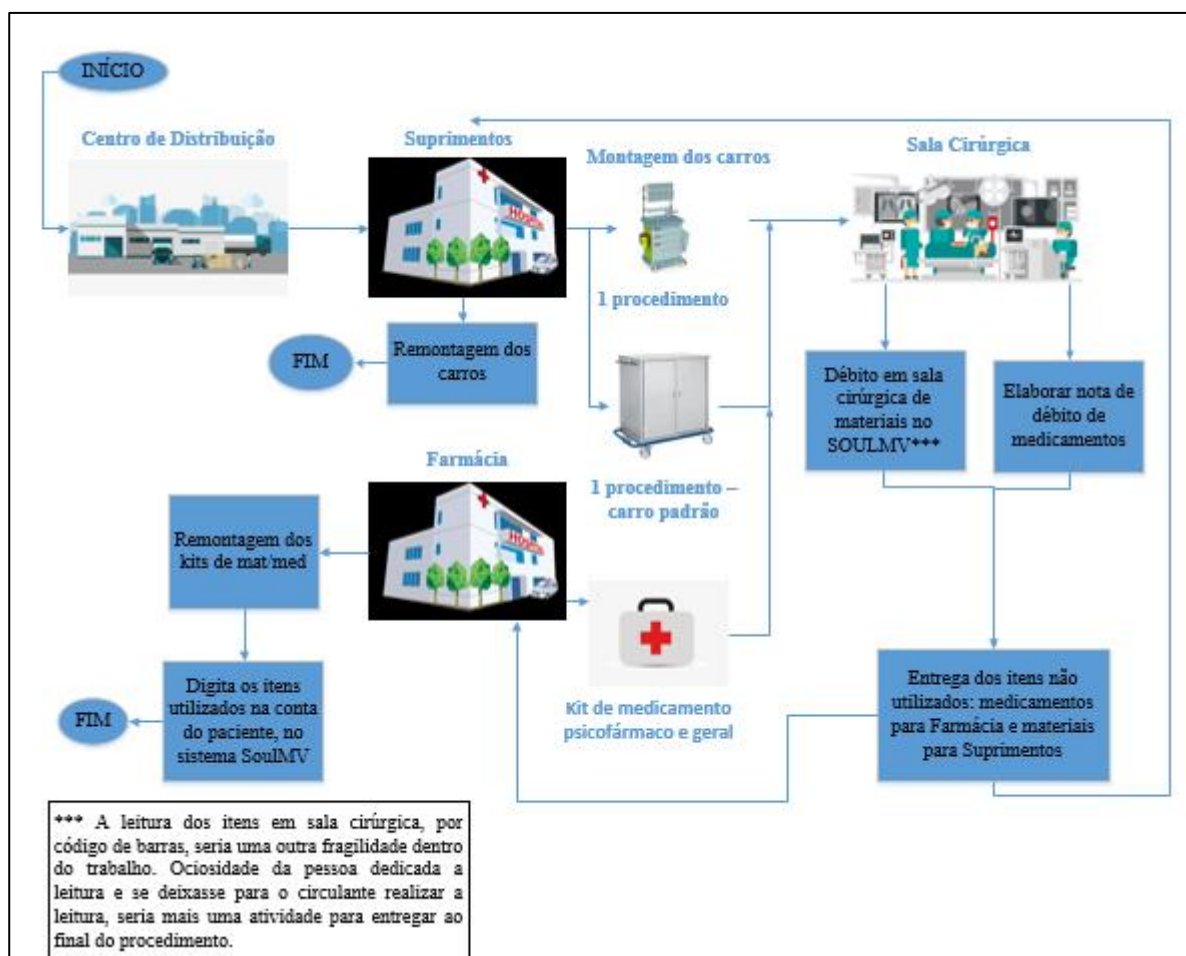 INÍCIO
Centro de Distribuição
Suprimentos
Montagem dos carros
Sala Cirúrgica
HOSPITAL
1 procedimento
FIM
Remontagem dos
carros
Débito em sala
cirúrgica de
materiais no
SOULMV***
Elaborar nota de
débito de
medicamentos
Farmácia
1 procedimento –
carro padrão
Remontagem dos
kits de mat/med
HOSPITAL
Kit de medicamento
psicofármaco e geral
Entrega dos itens não
utilizados: medicamentos
para Farmácia e materiais
para Suprimentos
FIM
Digita os itens
utilizados na conta
do paciente, no
sistema SoulMV
*** A leitura dos itens em sala cirúrgica, por
código de barras, seria uma outra fragilidade dentro
do trabalho. Ociosidade da pessoa dedicada a
leitura e se deixasse para o circulante realizar a
leitura, seria mais uma atividade para entregar ao
final do procedimento.